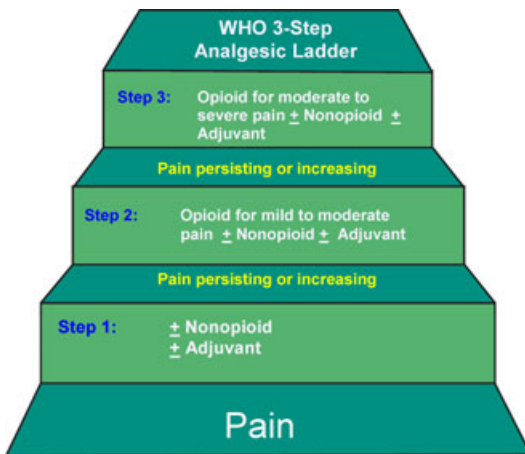 WHO 3-Step
Analgesic Ladder
Step 3: Opioid for moderate to
severe pain ± Nonopioid ±
Adjuvant
Pain persisting or increasing
Step 2: Opioid for mild to moderate
pain ± Nonopioid ± Adjuvant
Pain persisting or increasing
Step 1: ± Nonopioid
± Adjuvant
Pain